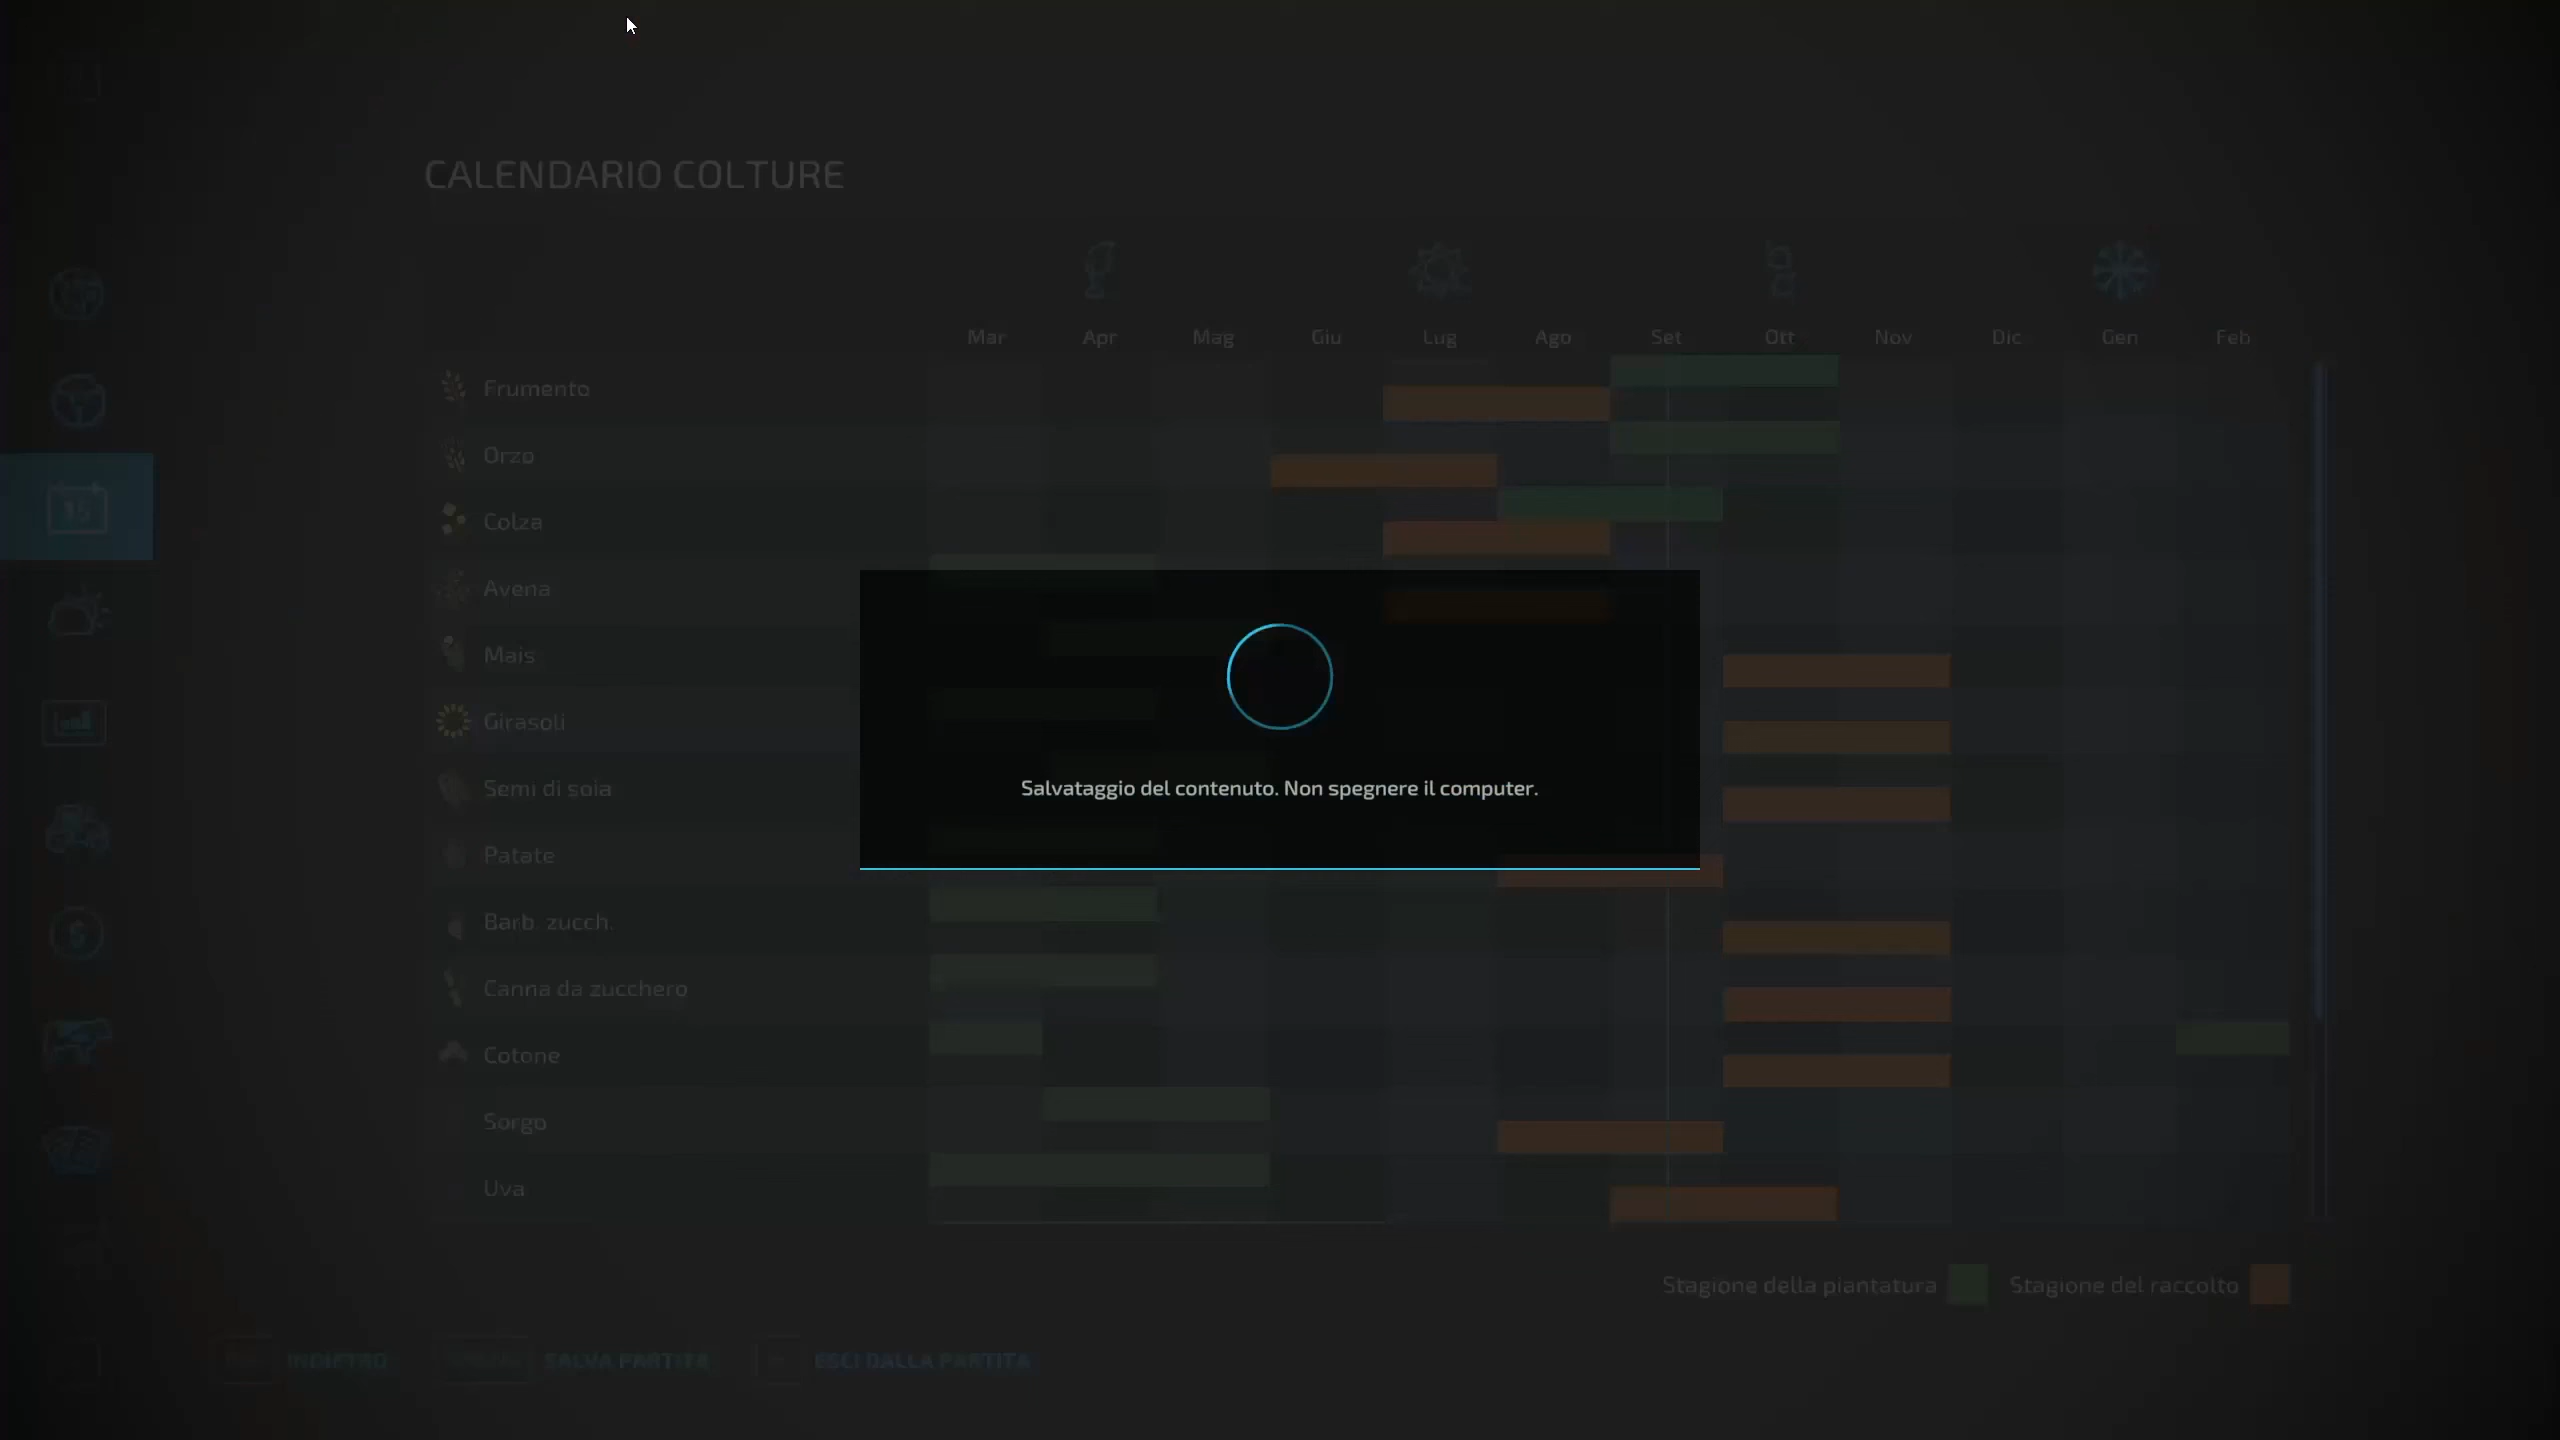 CALENDARIO COLTURE
Mar Apr Mag Giu Lug Ago Set Ott Nov Dic Gen Feb
Frumento
Orzo
Colza
Avena
Mais
Girasoli
Semi di soia
Patate
Barb. zucch.
Canna da zucchero
Cotone
Sorgo
Uva
Salvataggio del contenuto. Non spegnere il computer.
Stagione della piantatura Stagione del raccolto
INDIETRO SALVA PARTITA ESCI DALLA PARTITA